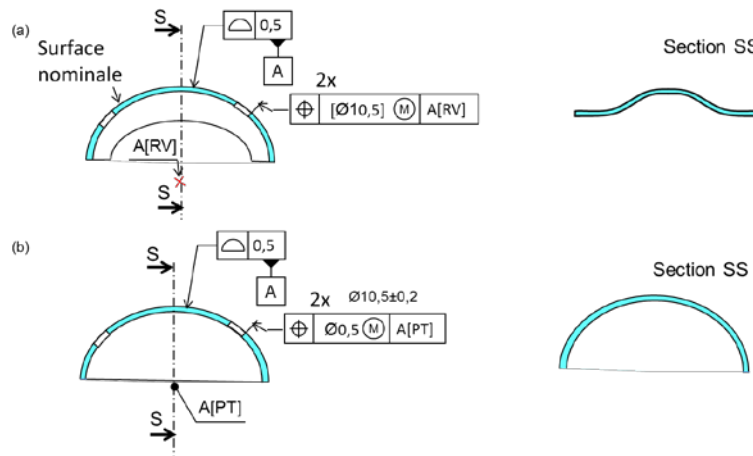 (a)
S
0,5
Surface
nominale
A
Section SS
2x
[Ø10,5] Ⓜ A[RV]
A[RV]
S
(b)
S
0,5
Section SS
A
2x Ø10,5±0,2
Ø0,5 Ⓜ A[PT]
A[PT]
S